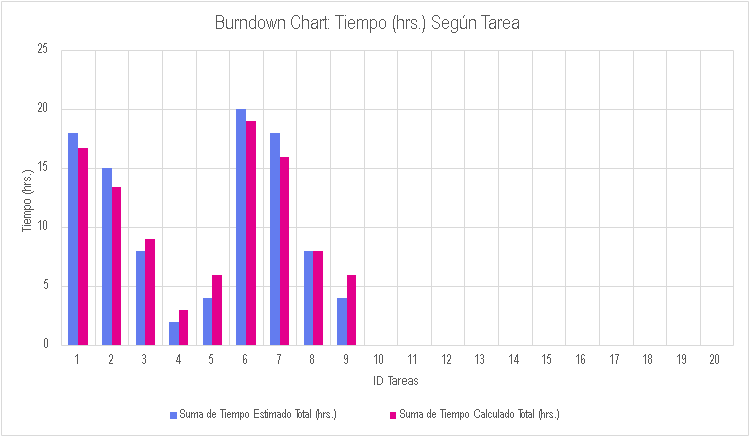 Burndown Chart: Tiempo (hrs.) Según Tarea
25
20
15
10
5
0
Tiempo (hrs.)
1 2 3 4 5 6 7 8 9 10 11 12 13 14 15 16 17 18 19 20
ID Tareas
Suma de Tiempo Estimado Total (hrs.) Suma de Tiempo Calculado Total (hrs.)